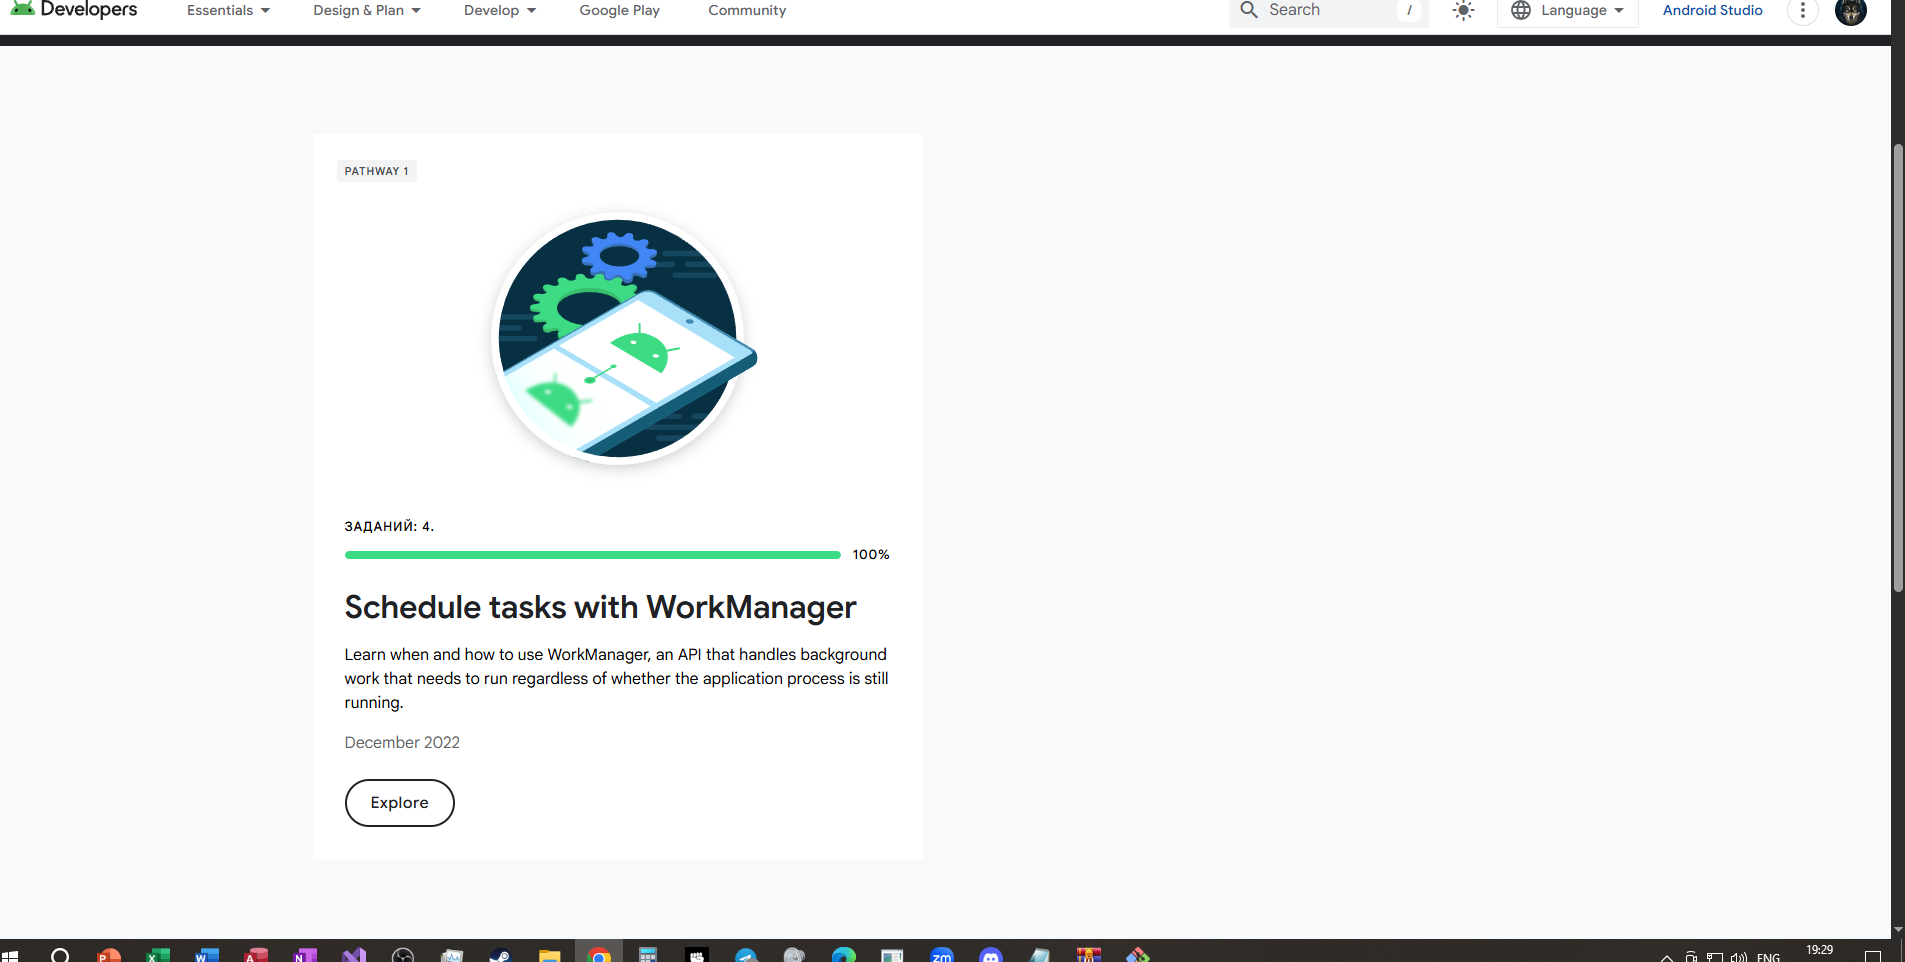 Developers
Essentials
Design & Plan
Develop
Google Play
Community
Search
/
Language
Android Studio
PATHWAY 1
ЗАДАНИЙ: 4.
100%
Schedule tasks with WorkManager
Learn when and how to use WorkManager, an API that handles background
work that needs to run regardless of whether the application process is still
running.
December 2022
Explore
zm
19:29
ENG